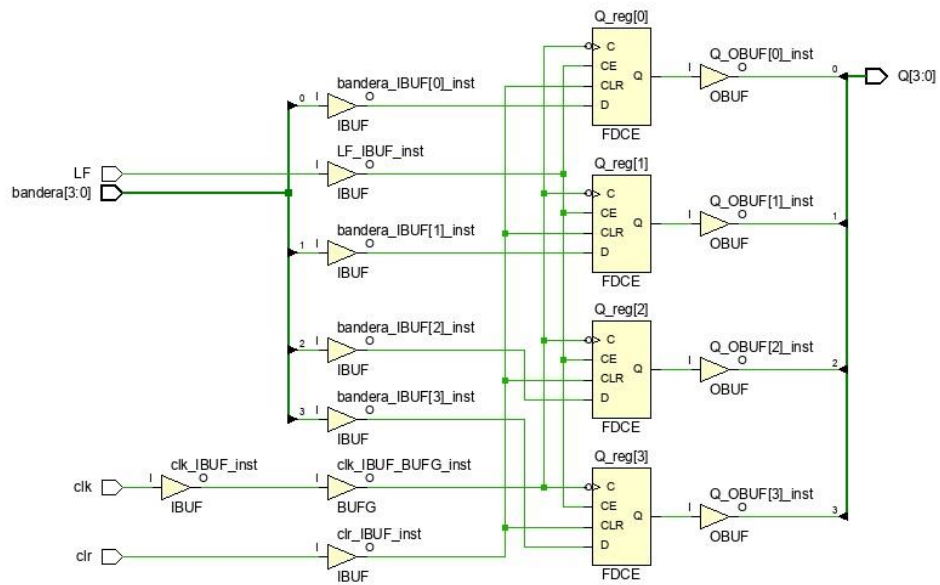 Q_reg[0]
C
CE
CLR
D
Q
FDCE
Q_OBUF[0]_inst
I
O
OBUF
0
Q[3:0]
bandera_IBUF[0]_inst
0
I
O
IBUF
LF_IBUF_inst
LF
I
O
IBUF
bandera[3:0]
Q_reg[1]
C
CE
CLR
D
Q
FDCE
Q_OBUF[1]_inst
I
O
OBUF
1
bandera_IBUF[1]_inst
1
I
O
IBUF
Q_reg[2]
C
CE
CLR
D
Q
FDCE
Q_OBUF[2]_inst
I
O
OBUF
2
bandera_IBUF[2]_inst
2
I
O
IBUF
bandera_IBUF[3]_inst
3
I
O
IBUF
Q_reg[3]
C
CE
CLR
D
Q
FDCE
Q_OBUF[3]_inst
I
O
OBUF
3
clk
clk_IBUF_inst
I
O
IBUF
clk_IBUF_BUFG_inst
I
O
BUFG
clr
clr_IBUF_inst
I
O
IBUF